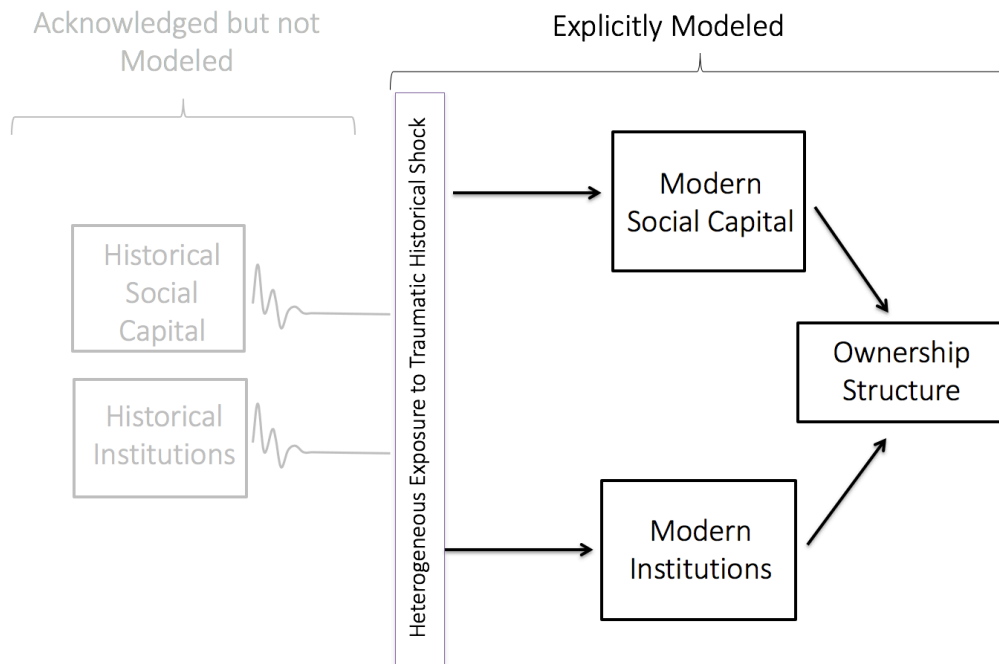 Acknowledged but not
Modeled
Explicitly Modeled
Historical
Social
Capital
Historical
Institutions
Heterogeneous Exposure to Traumatic Historical Shock
Modern
Social Capital
Modern
Institutions
Ownership
Structure